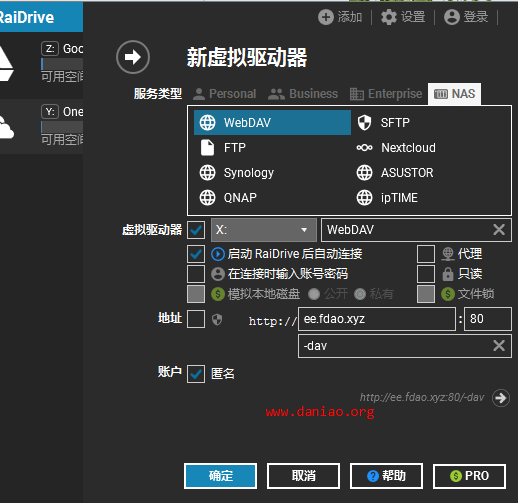 RaiDrive
添加 设置 登录
Z: Goo
可用空间
Y: One
可用空间
新虚拟驱动器
服务类型 Personal Business Enterprise NAS
WebDAV SFTP
FTP Nextcloud
Synology ASUSTOR
QNAP ipTIME
虚拟驱动器 X: WebDAV
启动 RaiDrive 后自动连接 代理
在连接时输入账号密码 只读
$ 模拟本地磁盘 公开 私有 $ 文件锁
地址 http:// ee.fdao.xyz : 80
-dav
账户 匿名
http://ee.fdao.xyz:80/-dav
www.daniao.org
确定 取消 ? 帮助 $ PRO